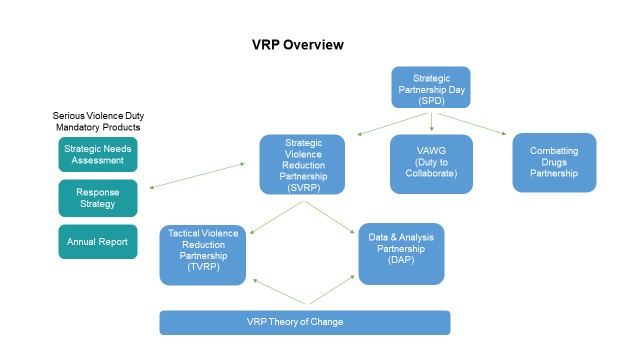 VRP Overview
Strategic
Partnership Day
(SPD)
Serious Violence Duty
Mandatory Products
Strategic Needs
Assessment
Response
Strategy
Annual Report
Strategic
Violence
Reduction
Partnership
(SVRP)
VAWG
(Duty to
Collaborate)
Combatting
Drugs
Partnership
Tactical Violence
Reduction
Partnership
(TVRP)
Data & Analysis
Partnership
(DAP)
VRP Theory of Change